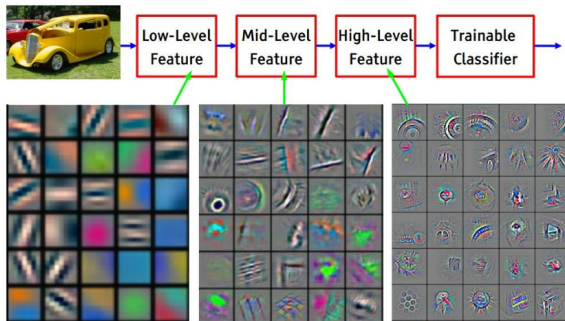 Low-Level
Feature
Mid-Level
Feature
High-Level
Feature
Trainable
Classifier